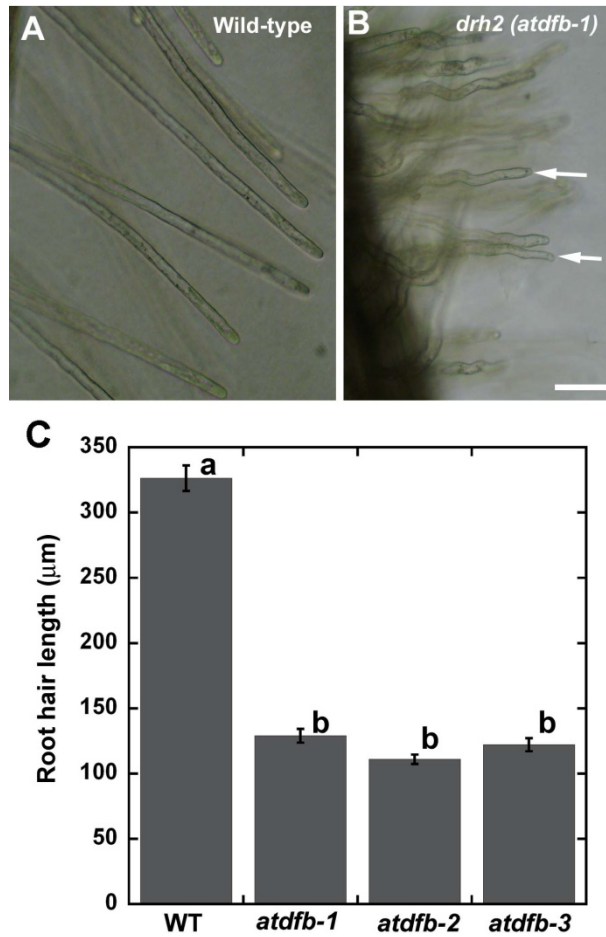 A Wild-type
B drh2 (atdfb-1)
C
Root hair length (μm)
350
300
250
200
150
100
50
0
a
b
b
b
WT atdfb-1 atdfb-2 atdfb-3